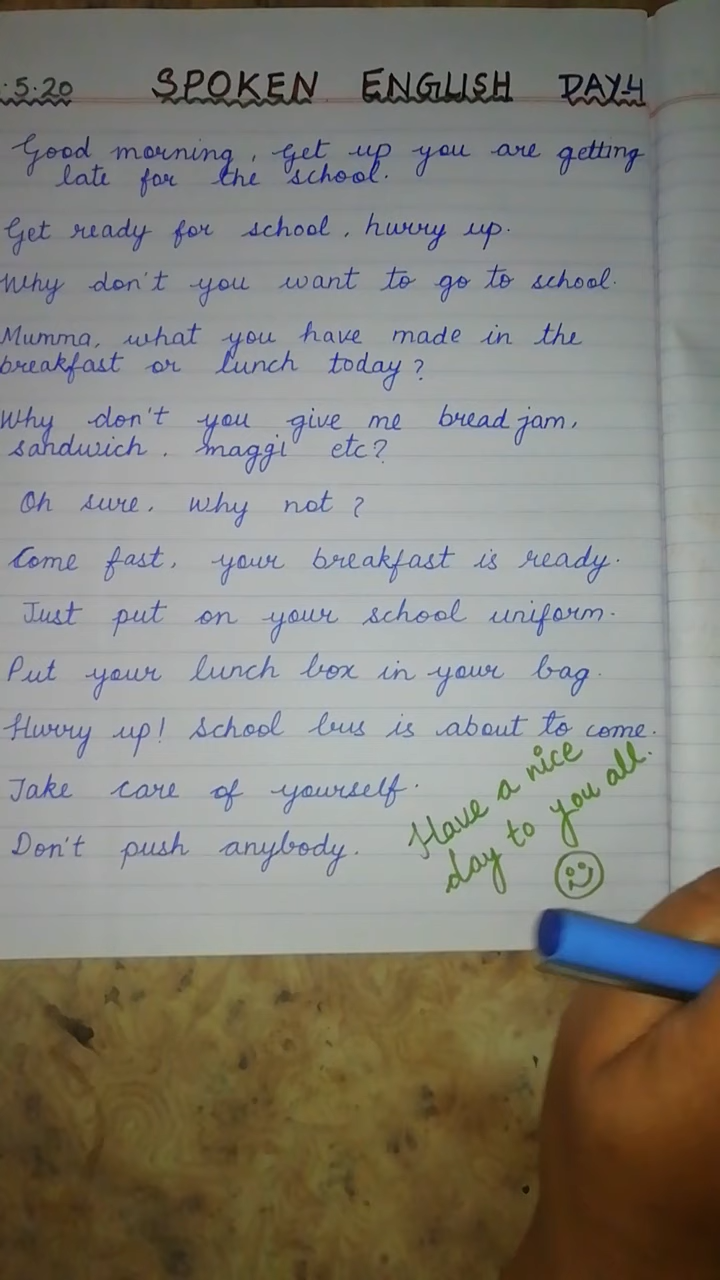 .5.20 SPOKEN ENGLISH DAY-4
Good morning, Get up you are getting
late for the school.
Get ready for school, hurry up.
Why don't you want to go to school.
Mumma, what you have made in the
breakfast or lunch today?
Why don't you give me bread jam,
sandwich, maggi etc?
Oh sure, why not?
Come fast, your breakfast is ready.
Just put on your school uniform.
Put your lunch box in your bag.
Hurry up! School bus is about to come.
Take care of yourself.
Don't push anybody.
Have a nice
day to you all.